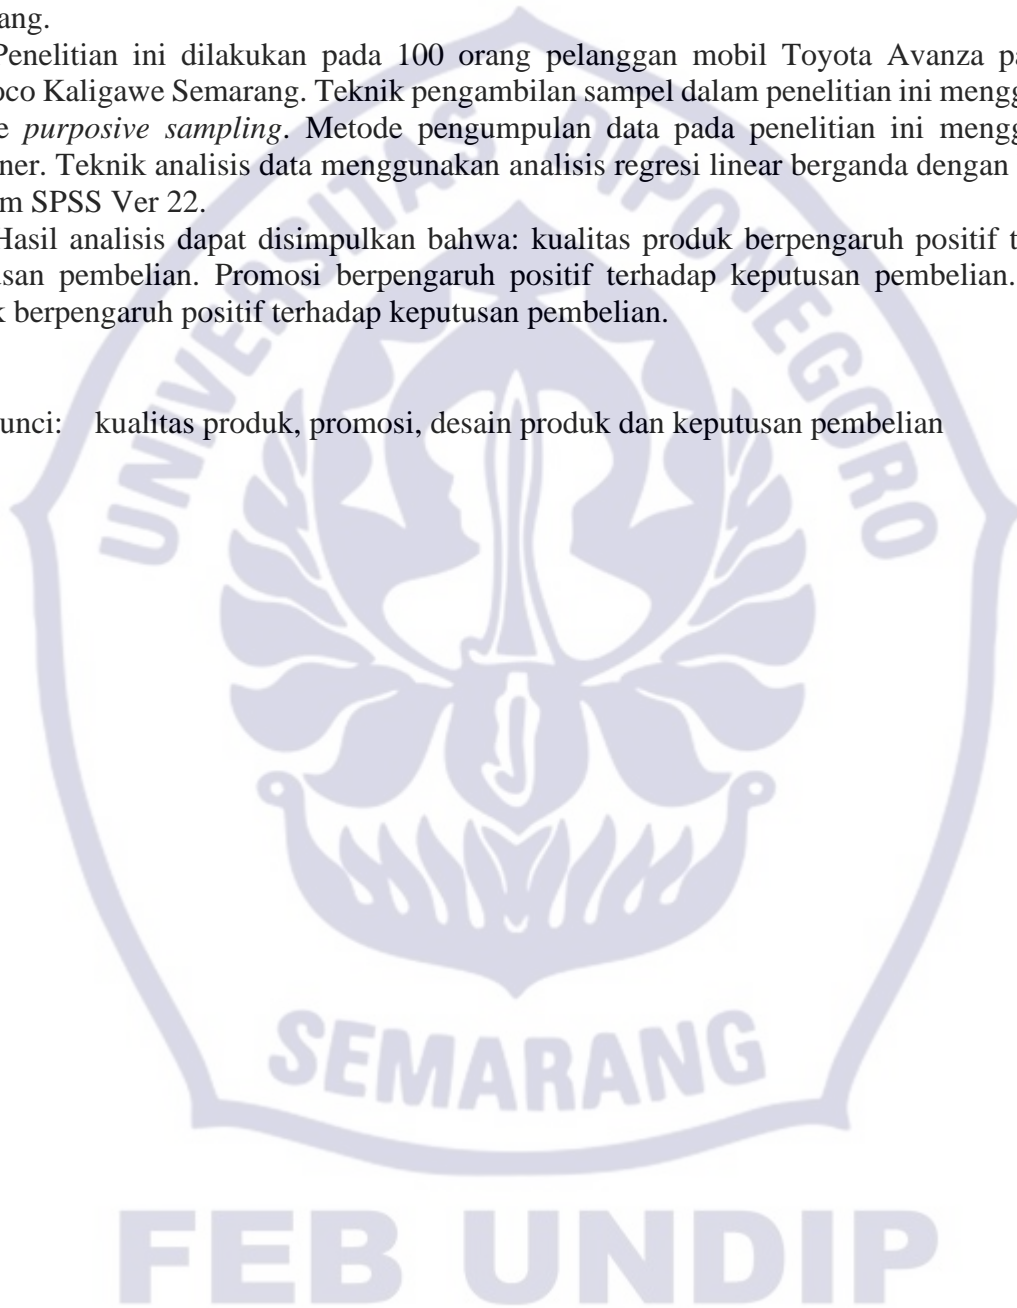 ang.
Penelitian ini dilakukan pada 100 orang pelanggan mobil Toyota Avanza pa
oco Kaligawe Semarang. Teknik pengambilan sampel dalam penelitian ini mengg
e purposive sampling. Metode pengumpulan data pada penelitian ini mengg
ner. Teknik analisis data menggunakan analisis regresi linear berganda dengan
m SPSS Ver 22.
Hasil analisis dapat disimpulkan bahwa: kualitas produk berpengaruh positif t
san pembelian. Promosi berpengaruh positif terhadap keputusan pembelian.
k berpengaruh positif terhadap keputusan pembelian.
unci: kualitas produk, promosi, desain produk dan keputusan pembelian
UNIVERSITAS DIPONEGORO
SEMARANG
FEB UNDIP